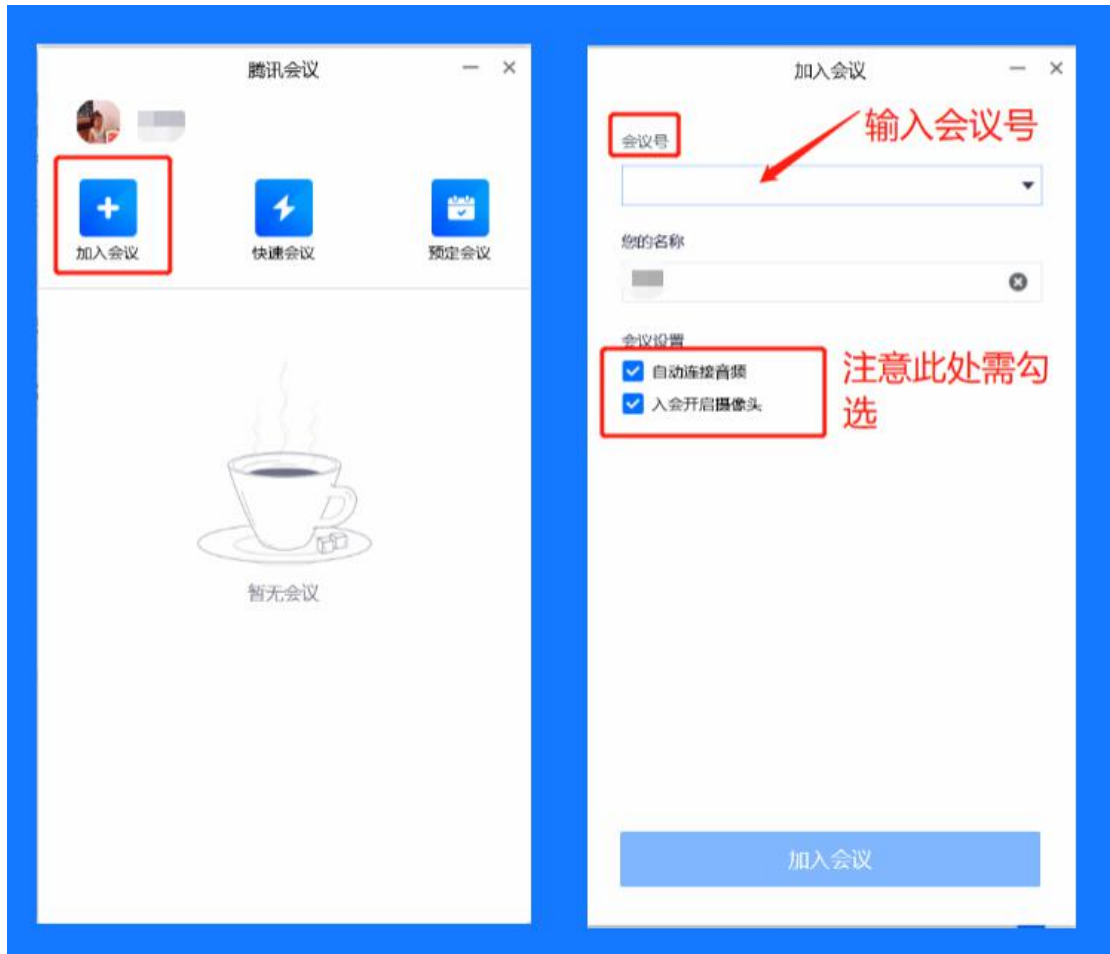 腾讯会议
加入会议
快速会议
预定会议
暂无会议
加入会议
会议号
输入会议号
您的名称
会议设置
自动连接音频
入会开启摄像头
注意此处需勾
选
加入会议